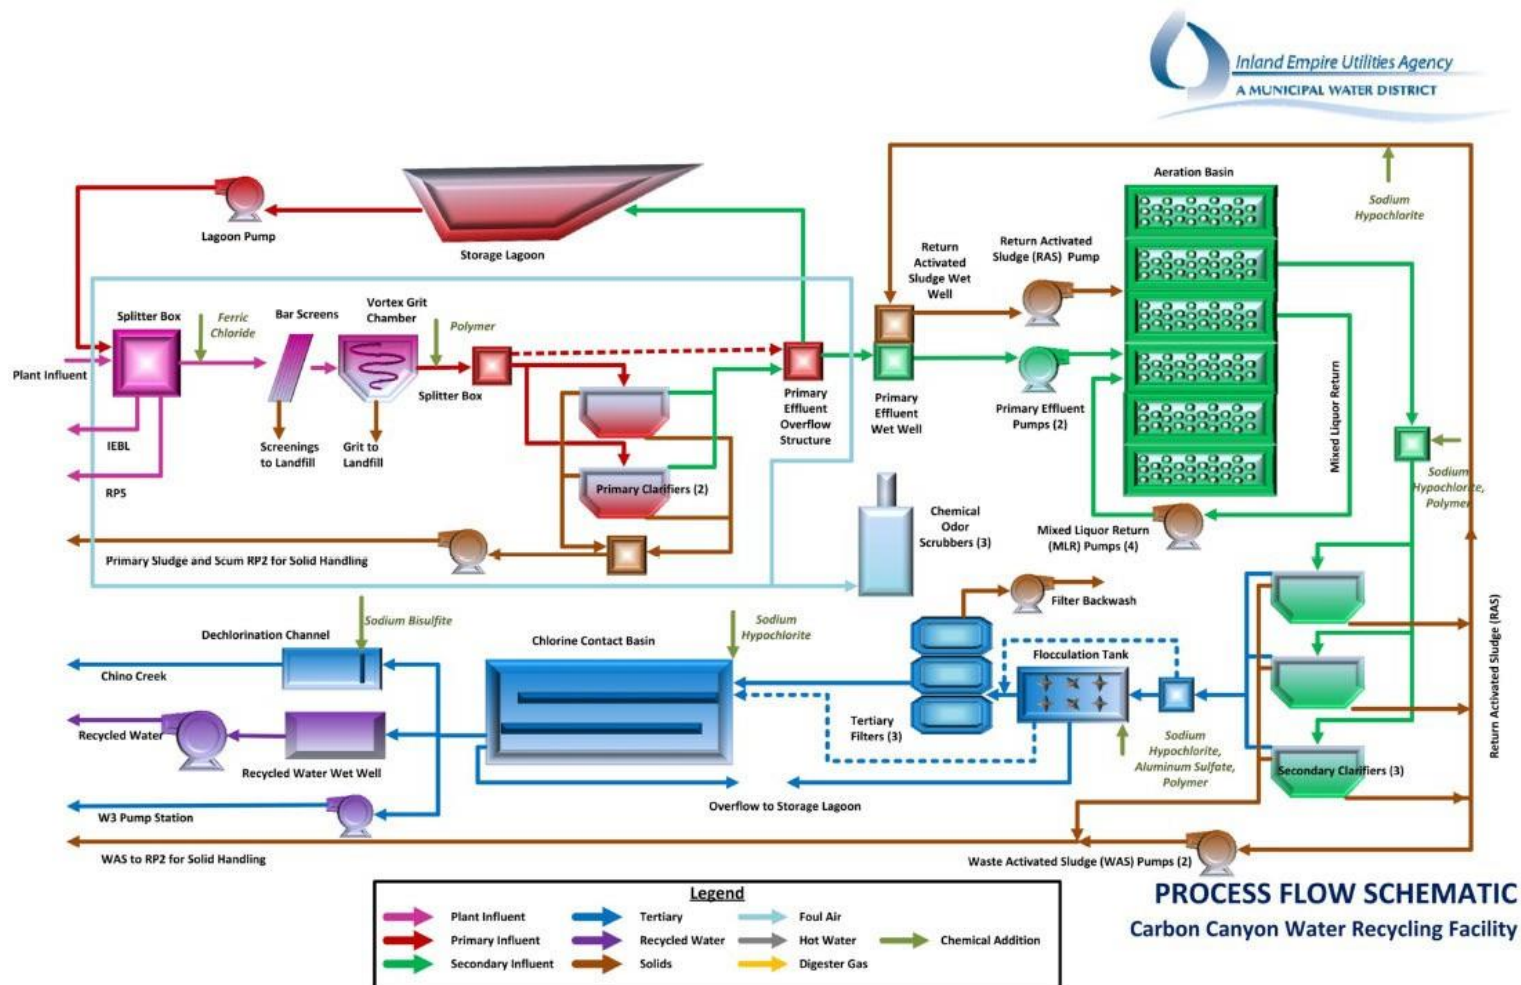 Inland Empire Utilities Agency
A MUNICIPAL WATER DISTRICT
Aeration Basin
Sodium
Hypochlorite
Lagoon Pump
Storage Lagoon
Return
Activated
Sludge Wet
Well
Return Activated
Sludge (RAS) Pump
Splitter Box
Ferric
Chloride
Bar Screens
Vortex Grit
Chamber
Polymer
Plant Influent
Splitter Box
Primary
Effluent
Overflow
Structure
Primary
Effluent
Wet Well
Primary Effluent
Pumps (2)
Mixed Liquor Return
IEBL
RP5
Screenings
to Landfill
Grit to
Landfill
Primary Clarifiers (2)
Sodium
Hypochlorite,
Polymer
Chemical
Odor
Scrubbers (3)
Mixed Liquor Return
(MLR) Pumps (4)
Primary Sludge and Scum RP2 for Solid Handling
Filter Backwash
Return Activated Sludge (RAS)
Dechlorination Channel
Sodium Bisulfite
Chlorine Contact Basin
Sodium
Hypochlorite
Flocculation Tank
Chino Creek
Recycled Water
Recycled Water Wet Well
Tertiary
Filters (3)
Sodium
Hypochlorite,
Aluminum Sulfate,
Polymer
Secondary Clarifiers (3)
Overflow to Storage Lagoon
W3 Pump Station
WAS to RP2 for Solid Handling
Waste Activated Sludge (WAS) Pumps (2)
Legend
Plant Influent
Primary Influent
Secondary Influent
Tertiary
Recycled Water
Solids
Foul Air
Hot Water
Digester Gas
Chemical Addition
PROCESS FLOW SCHEMATIC
Carbon Canyon Water Recycling Facility